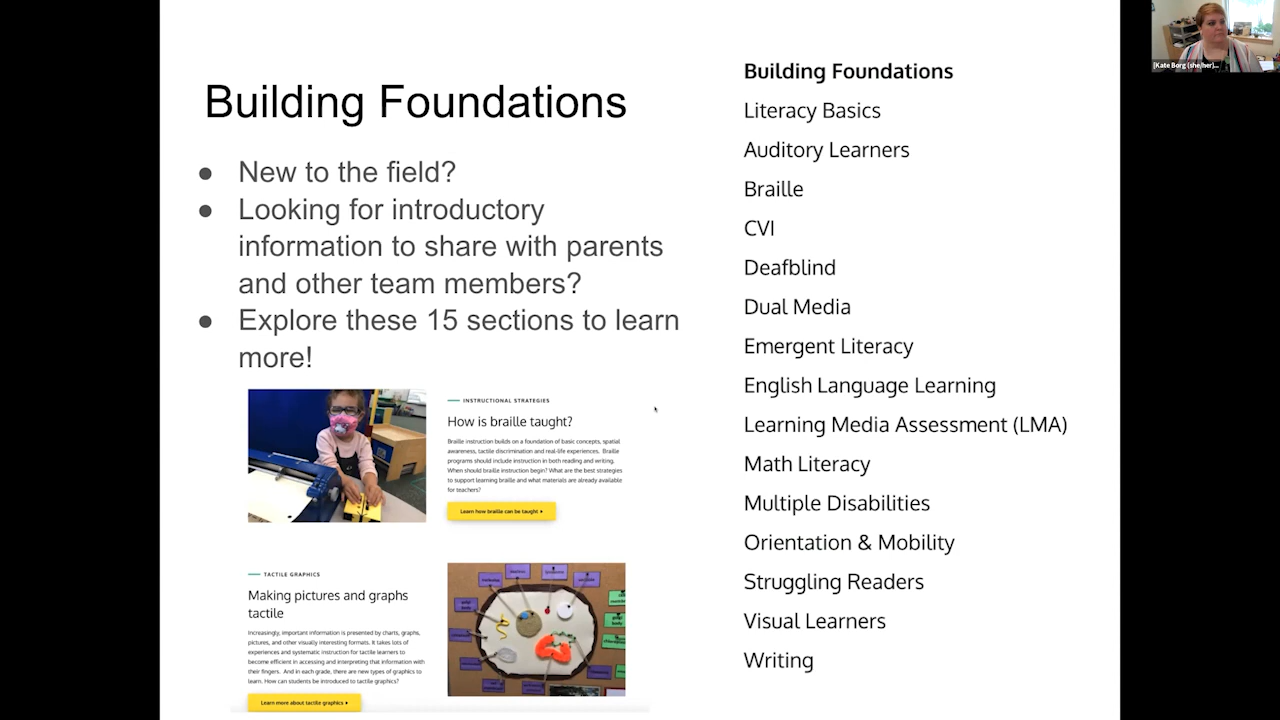 Building Foundations
● New to the field?
● Looking for introductory
information to share with parents
and other team members?
● Explore these 15 sections to learn
more!
INSTRUCTIONAL STRATEGIES
How is braille taught?
Braille instruction builds on a foundation of basic concepts, spatial
awareness, tactile discrimination and real-life experiences. Braille
programs should include instruction in both reading and writing.
When should braille instruction begin? What are the best strategies
to support learning braille and what materials are already available
for teachers?
Learn how braille can be taught
TACTILE GRAPHICS
Making pictures and graphs
tactile
Increasingly, important information is presented by charts, graphs,
pictures, and other visually interesting formats. It takes lots of
experiences and systematic instruction for tactile learners to
become efficient in accessing and interpreting that information with
their fingers. And in each grade, there are new types of graphics to
learn. How can students be introduced to tactile graphics?
Learn more about tactile graphics
Building Foundations
Literacy Basics
Auditory Learners
Braille
CVI
Deafblind
Dual Media
Emergent Literacy
English Language Learning
Learning Media Assessment (LMA)
Math Literacy
Multiple Disabilities
Orientation & Mobility
Struggling Readers
Visual Learners
Writing
[Kate Borg (she/her)...